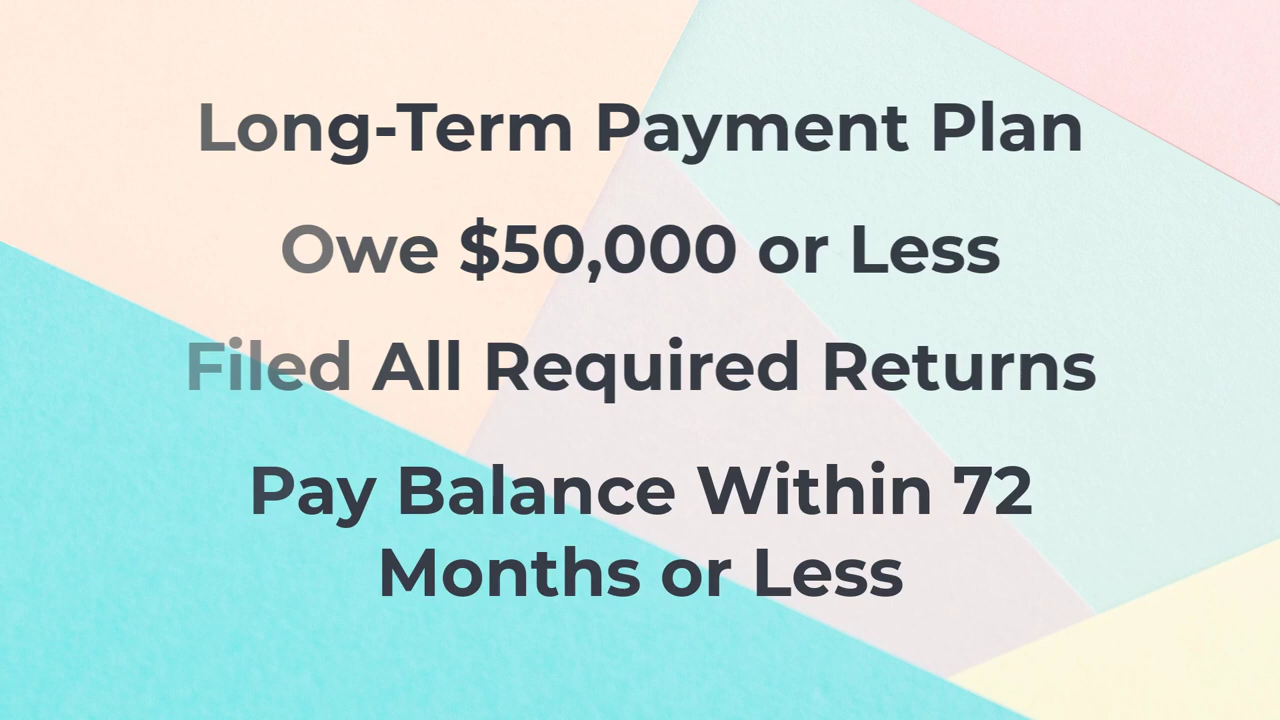 Long-Term Payment Plan
Owe $50,000 or Less
Filed All Required Returns
Pay Balance Within 72
Months or Less